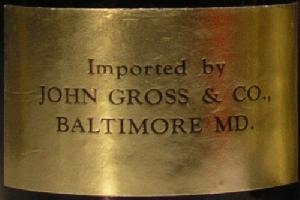 Imported by
JOHN GROSS & CO.,
BALTIMORE MD.